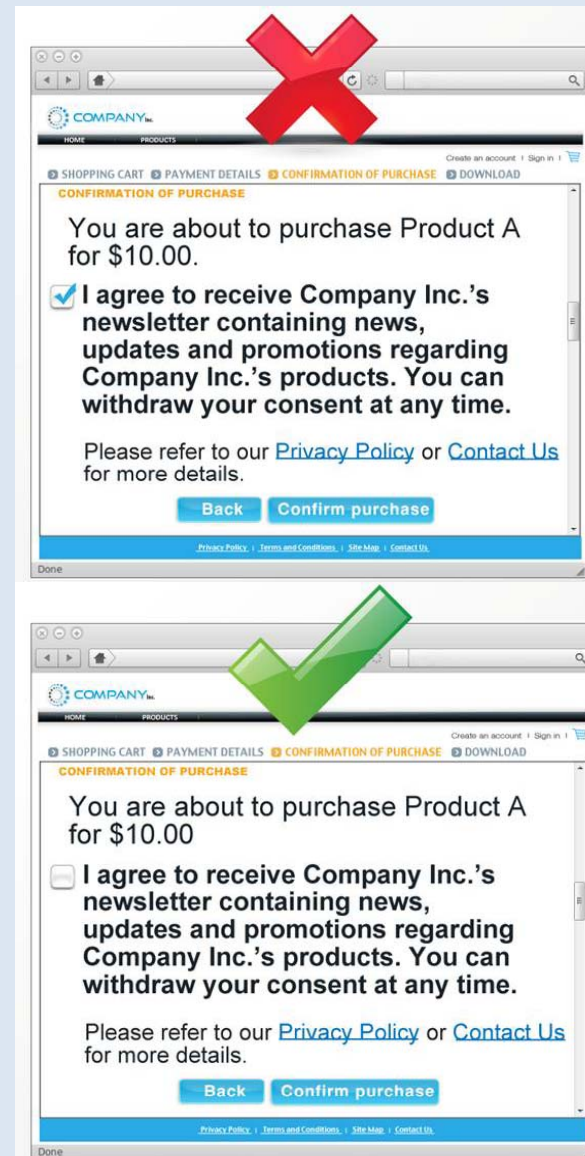 COMPANY Inc.
HOME PRODUCTS
Create an account | Sign in |
SHOPPING CART PAYMENT DETAILS CONFIRMATION OF PURCHASE DOWNLOAD
CONFIRMATION OF PURCHASE
You are about to purchase Product A
for $10.00.
I agree to receive Company Inc.'s
newsletter containing news,
updates and promotions regarding
Company Inc.'s products. You can
withdraw your consent at any time.
Please refer to our Privacy Policy or Contact Us
for more details.
Back Confirm purchase
Privacy Policy | Terms and Conditions | Site Map | Contact Us
Done
COMPANY Inc.
HOME PRODUCTS
Create an account | Sign in |
SHOPPING CART PAYMENT DETAILS CONFIRMATION OF PURCHASE DOWNLOAD
CONFIRMATION OF PURCHASE
You are about to purchase Product A
for $10.00
I agree to receive Company Inc.'s
newsletter containing news,
updates and promotions regarding
Company Inc.'s products. You can
withdraw your consent at any time.
Please refer to our Privacy Policy or Contact Us
for more details.
Back Confirm purchase
Privacy Policy | Terms and Conditions | Site Map | Contact Us
Done